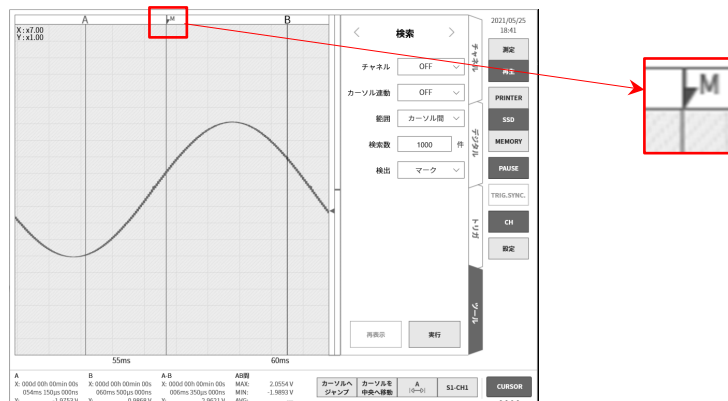 A
M
B
X:x7.00
Y:x1.00
55ms
60ms
検索
チャネル OFF
カーソル連動 OFF
範囲 カーソル間
検索数 1000 件
検出 マーク
再表示
実行
チャネル
デジタル
トリガ
ツール
2021/05/25
18:41
測定
再生
PRINTER
SSD
MEMORY
PAUSE
TRIG.SYNC.
CH
設定
M
A B A-B AB間
X: 000d 00h 00min 00s X: 000d 00h 00min 00s X: 000d 00h 00min 00s MAX: 2.0554 V
054ms 150μs 000ns 060ms 500μs 000ns 006ms 350μs 000ns MIN: -1.9893 V
カーソルへ
ジャンプ
カーソルを
中央へ移動
A
S1-CH1
CURSOR